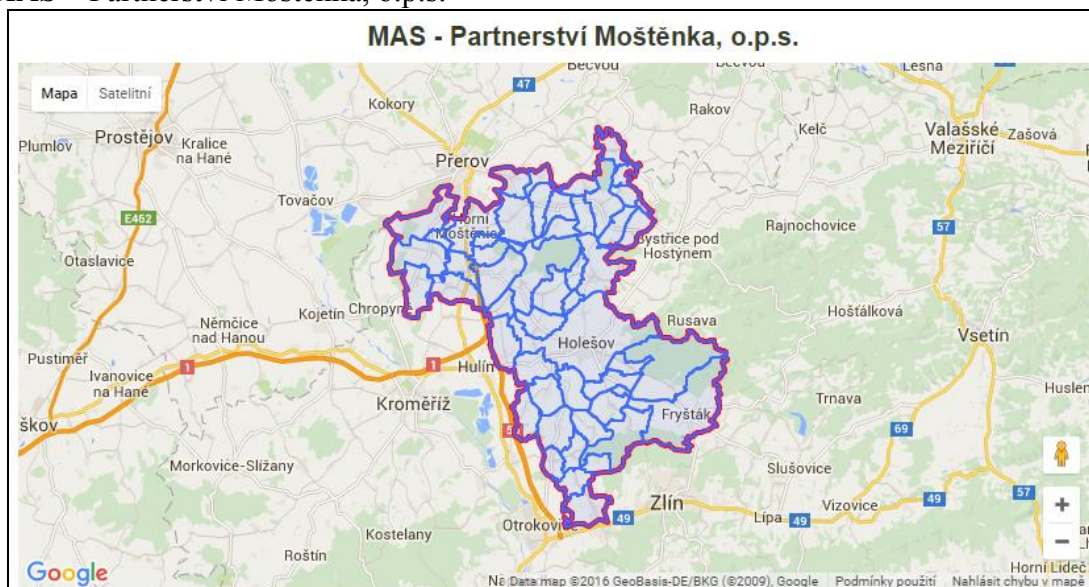 MAS - Partnerství Moštěnka, o.p.s.
Mapa Satelitní
47
Lešná
Kokory
Rakov
Kelč
Valašské
Meziříčí
Zašová
Plumlov
Prostějov
Kralice
na Hané
Přerov
Tovačov
E462
Horní
Moštěnice
Rajnochovice
57
Bystřice pod
Hostýnem
Otaslavice
Kojetín
Chropyně
Hošťálková
Rusava
Němčice
nad Hanou
Holešov
Vsetín
Pustiměř
1
1
Hulín
Ivanovice
na Hané
Kroměříž
Fryšták
Trnava
69
Morkovice-Slížany
Slušovice
Zlín
Vizovice
49
57
Otrokovice
49
Lípa
49
Kostelany
Roštín
Horní Lideč
Google
Data map ©2016 GeoBasis-DE/BKG (©2009), Google Podmínky použití Nahlásit chybu v mapě